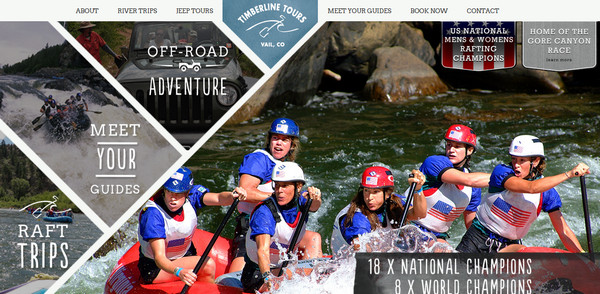 ABOUT
RIVER TRIPS
JEEP TOURS
TIMBERLINE TOURS
VAIL, CO
MEET YOUR GUIDES
BOOK NOW
CONTACT
US NATIONAL
MENS & WOMENS
RAFTING
CHAMPIONS
HOME OF THE
GORE CANYON
RACE
learn more
OFF-ROAD
ADVENTURE
MEET
YOUR
GUIDES
RAFT
TRIPS
18 X NATIONAL CHAMPIONS
8 X WORLD CHAMPIONS